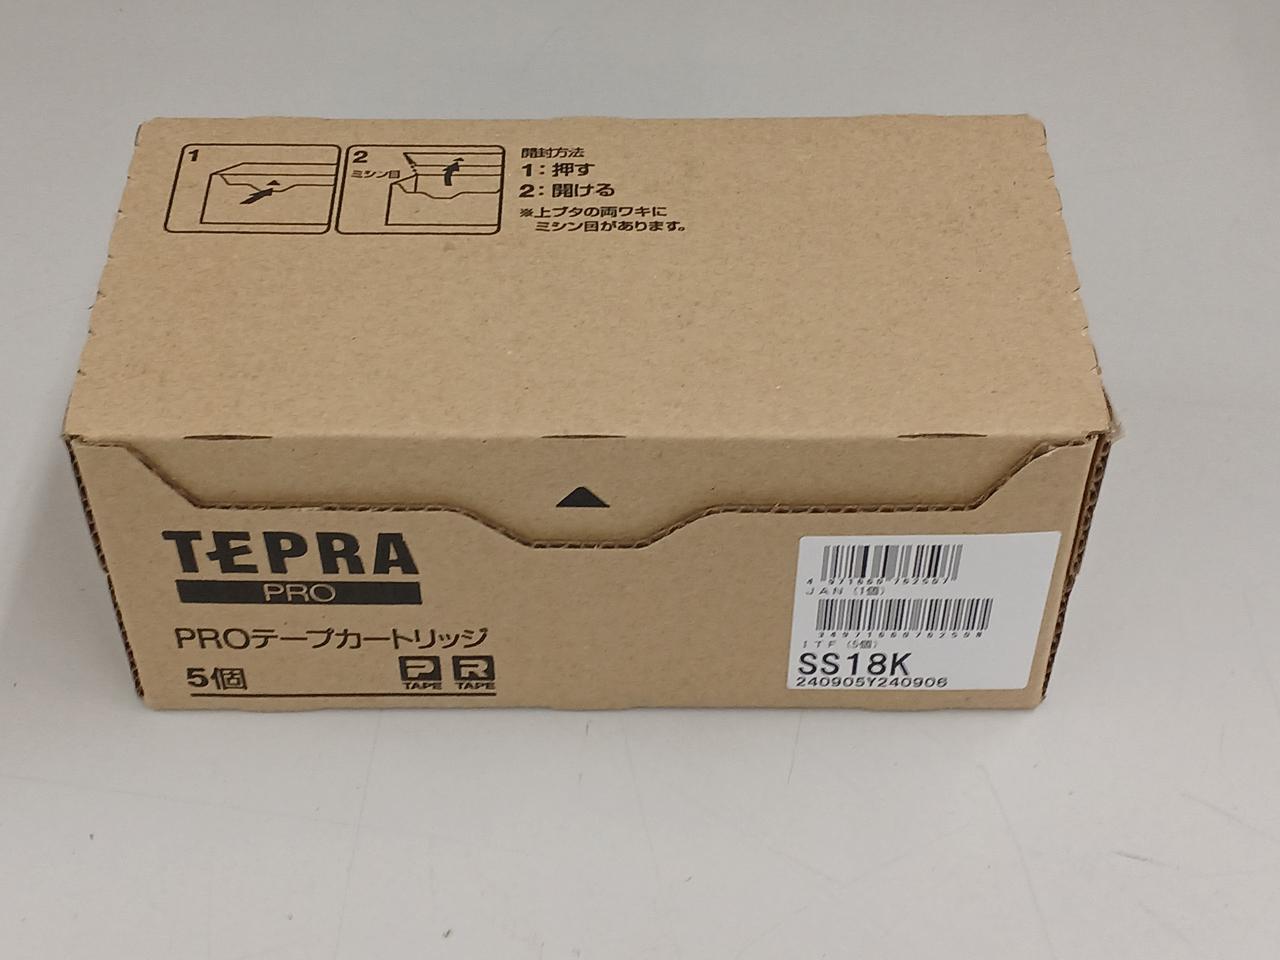 1
2
ミシン目
開封方法
1：押す
2：開ける
※上ブタの両ワキに
ミシン目があります。
TEPRA
PRO
PROテープカートリッジ
5個
P
TAPE
R
TAPE
4971660762507
JAN（1個）
ITF（5個）
SS18K
240905Y240906